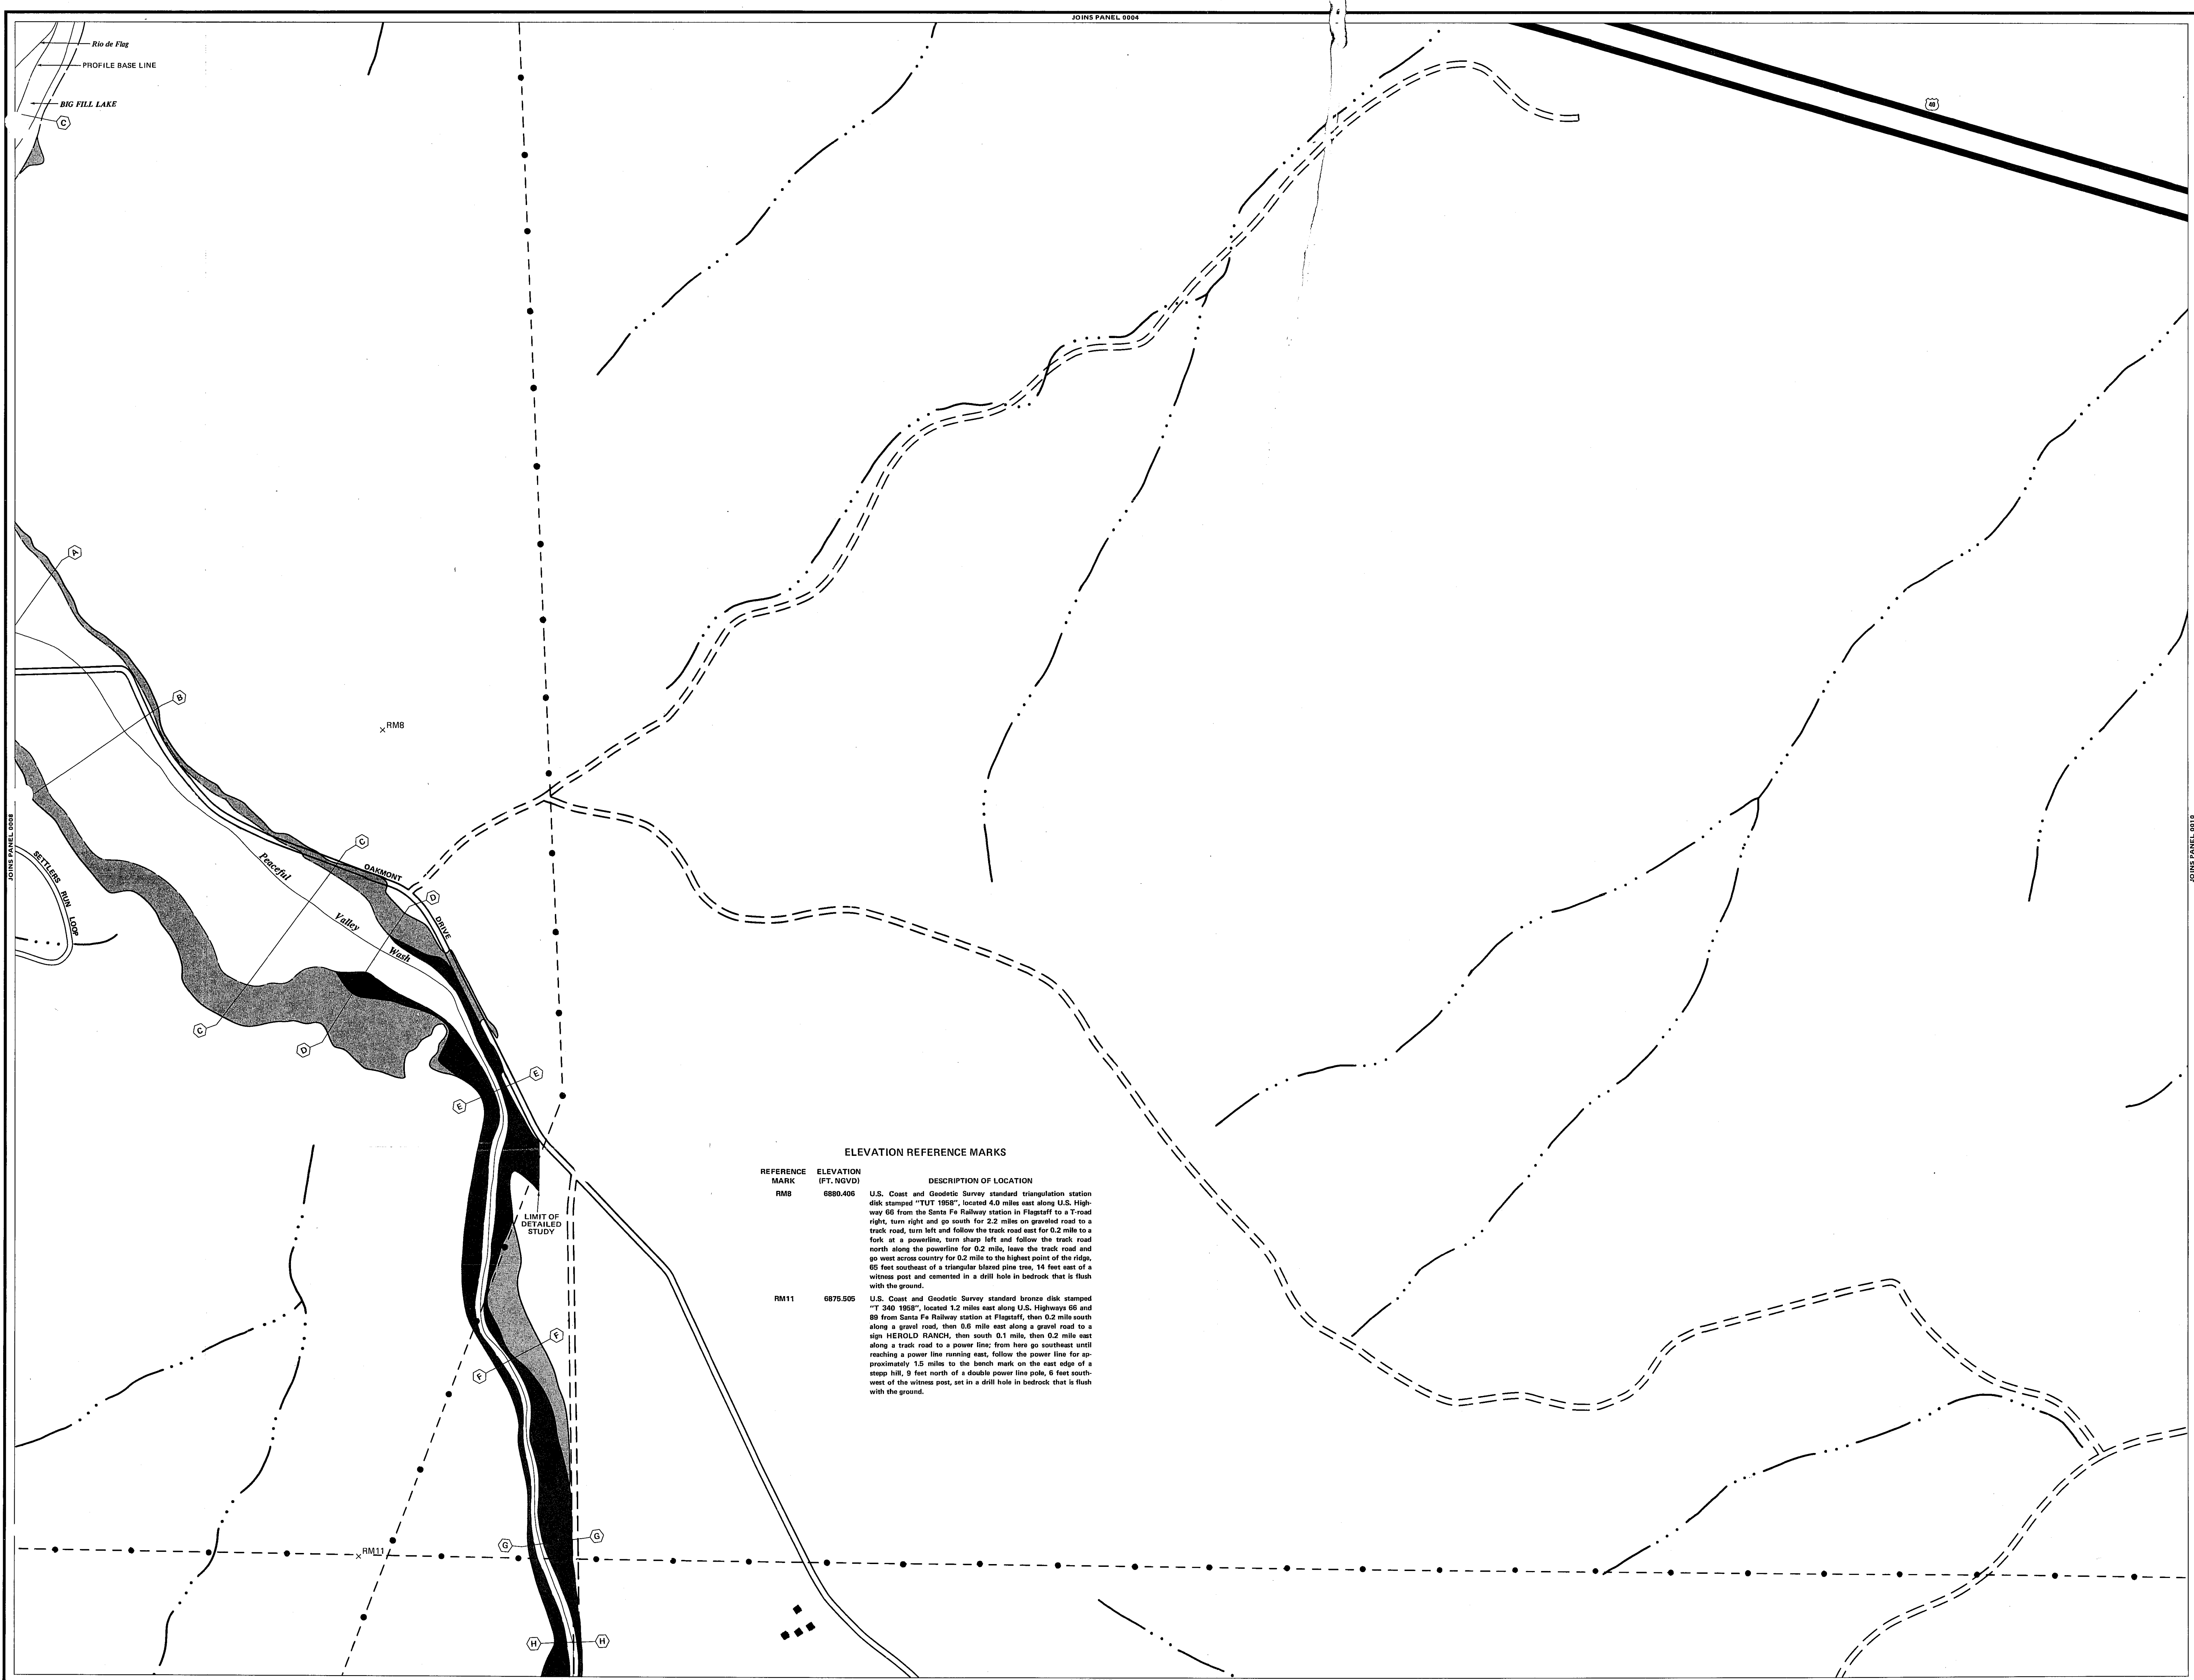 JOINS PANEL 0004
Rio de Flag
PROFILE BASE LINE
BIG FILL LAKE
C
40
A
B
RM8
JOINS PANEL 0008
JOINS PANEL 0010
SETTLERS RUN LOOP
C
OAKMONT
DRIVE
D
Peaceful
Valley
Wash
C
D
E
E
LIMIT OF
DETAILED
STUDY
F
F
G
G
RM11
H
H
ELEVATION REFERENCE MARKS
REFERENCE MARK
ELEVATION (FT. NGVD)
DESCRIPTION OF LOCATION
RM8 6880.406 U.S. Coast and Geodetic Survey standard triangulation station
disk stamped "TUT 1958", located 4.0 miles east along U.S. High-
way 66 from the Santa Fe Railway station in Flagstaff to a T-road
right, turn right and go south for 2.2 miles on graveled road to a
track road, turn left and follow the track road east for 0.2 mile to a
fork at a powerline, turn sharp left and follow the track road
north along the powerline for 0.2 mile, leave the track road and
go west across country for 0.2 mile to the highest point of the ridge,
65 feet southeast of a triangular blazed pine tree, 14 feet east of a
witness post and cemented in a drill hole in bedrock that is flush
with the ground.
RM11 6875.505 U.S. Coast and Geodetic Survey standard bronze disk stamped
"T 340 1958", located 1.2 miles east along U.S. Highways 66 and
89 from Santa Fe Railway station at Flagstaff, then 0.2 mile south
along a gravel road, then 0.6 mile east along a gravel road to a
sign HEROLD RANCH, then south 0.1 mile, then 0.2 mile east
along a track road to a power line; from here go southeast until
reaching a power line running east, follow the power line for ap-
proximately 1.5 miles to the bench mark on the east edge of a
stepp hill, 9 feet north of a double power line pole, 6 feet south-
west of the witness post, set in a drill hole in bedrock that is flush
with the ground.